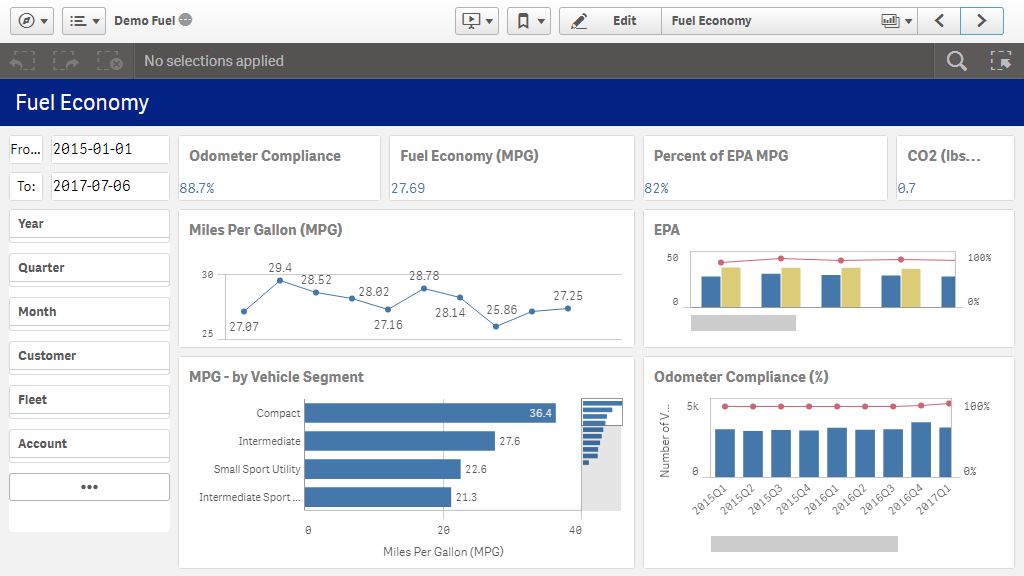 Demo Fuel
Edit
Fuel Economy
No selections applied
Fuel Economy
Fro... 2015-01-01
To: 2017-07-06
Year
Quarter
Month
Customer
Fleet
Account
Odometer Compliance
88.7%
Fuel Economy (MPG)
27.69
Percent of EPA MPG
82%
CO2 (lbs...
0.7
Miles Per Gallon (MPG)
30
25
27.07
29.4
28.52
28.02
27.16
28.78
28.14
25.86
27.25
EPA
50
0
100%
0%
MPG - by Vehicle Segment
Compact 36.4
Intermediate 27.6
Small Sport Utility 22.6
Intermediate Sport ... 21.3
0 20 40
Miles Per Gallon (MPG)
Odometer Compliance (%)
Number of V...
5k
0
100%
0%
2015Q1 2015Q2 2015Q3 2015Q4 2016Q1 2016Q2 2016Q3 2016Q4 2017Q1